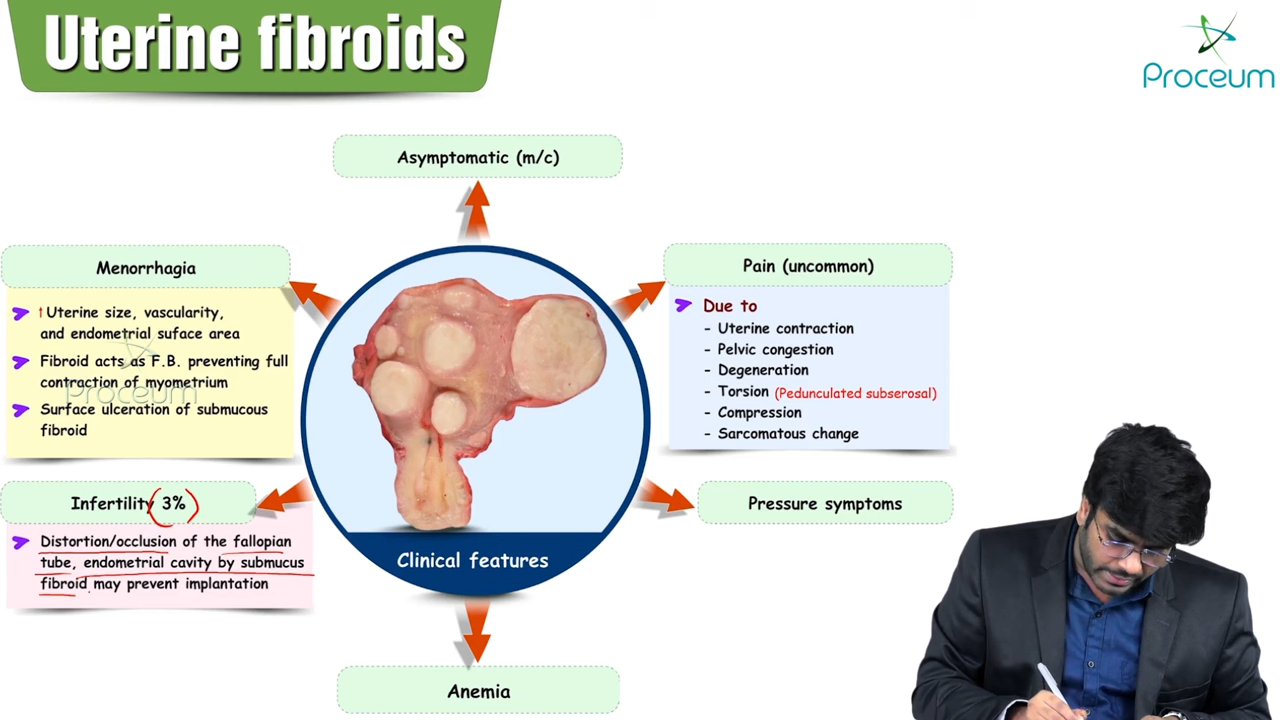 Uterine fibroids
Proceum
Asymptomatic (m/c)
Menorrhagia
➤ ↑Uterine size, vascularity,
and endometrial suface area
➤ Fibroid acts as F.B. preventing full
contraction of myometrium
➤ Surface ulceration of submucous
fibroid
Proceum
Pain (uncommon)
➤ Due to
- Uterine contraction
- Pelvic congestion
- Degeneration
- Torsion (Pedunculated subserosal)
- Compression
- Sarcomatous change
Infertility (3%)
➤ Distortion/occlusion of the fallopian
tube, endometrial cavity by submucus
fibroid may prevent implantation
Pressure symptoms
Clinical features
Anemia